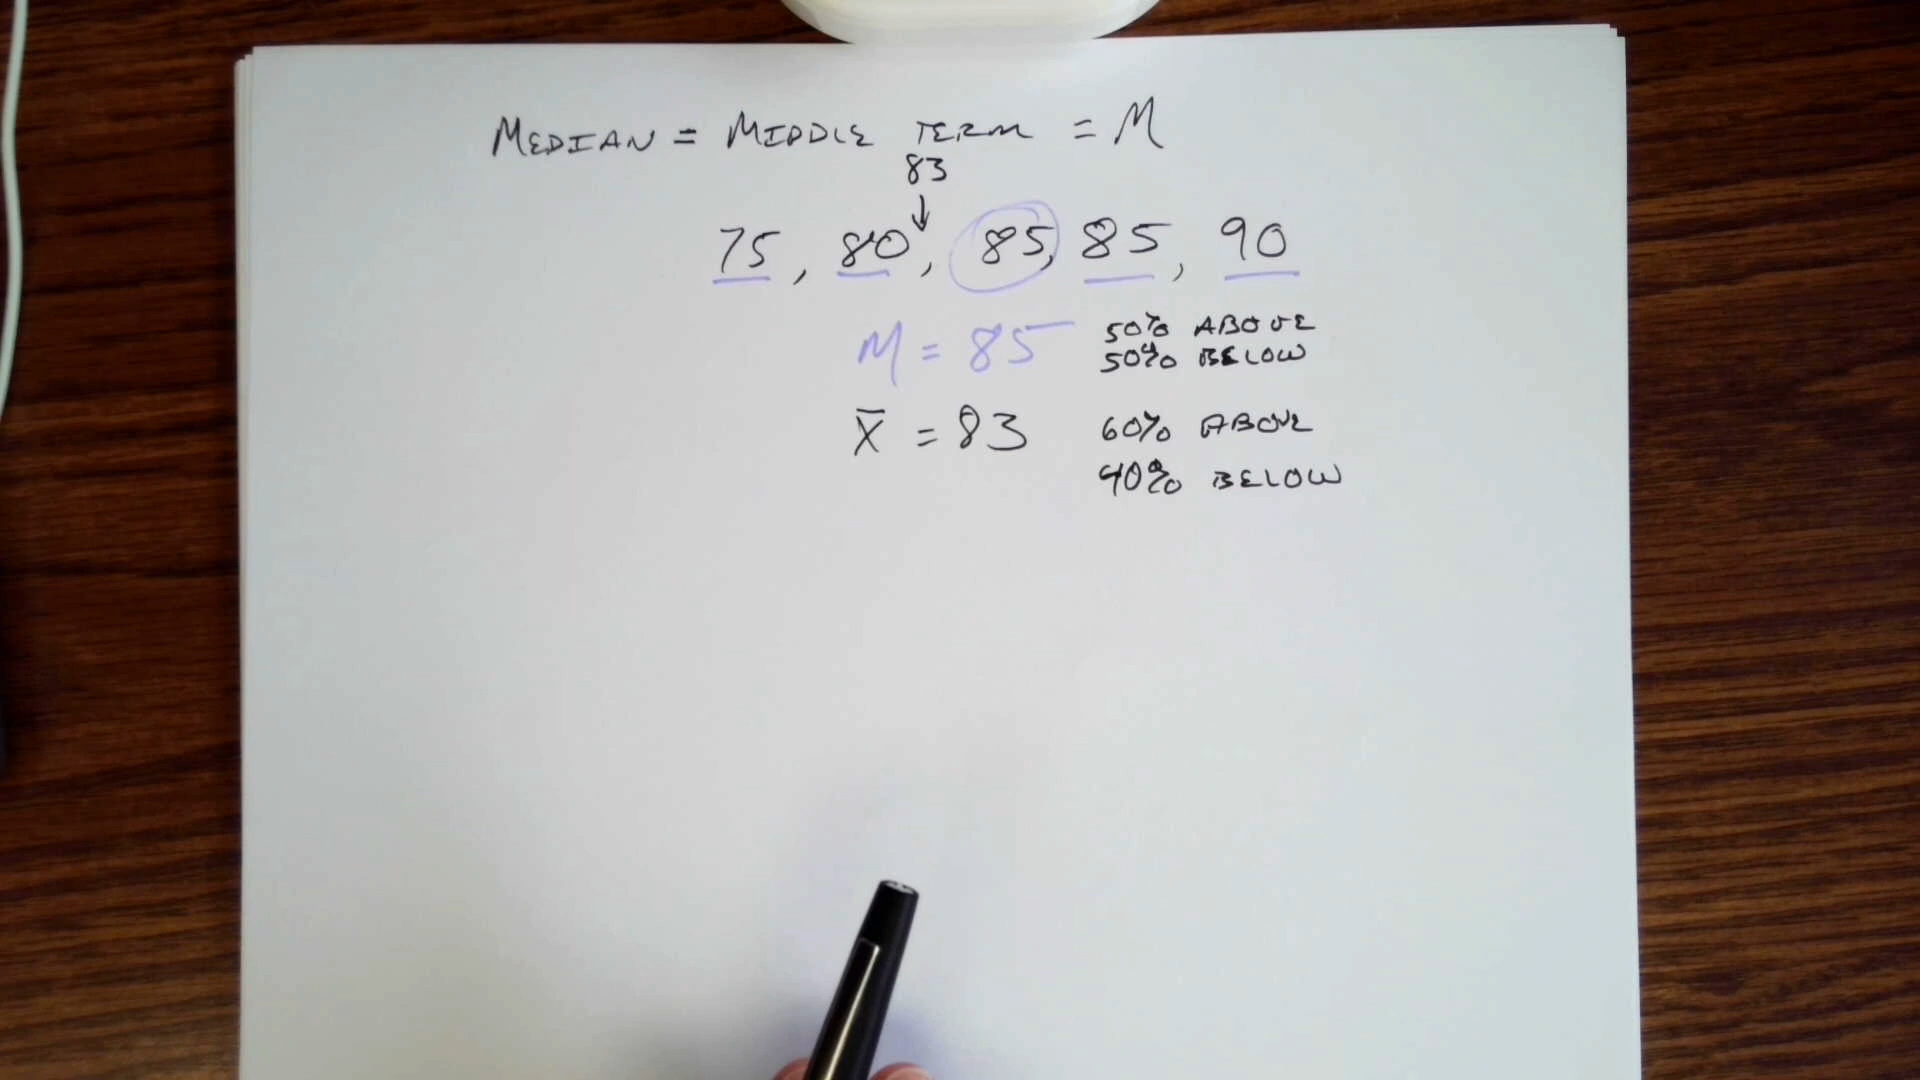 MEDIAN = MIDDLE TERM = M
83
↓
75, 80, 85, 85, 90
M = 85 50% ABOVE
50% BELOW
X̄ = 83 60% ABOVE
40% BELOW